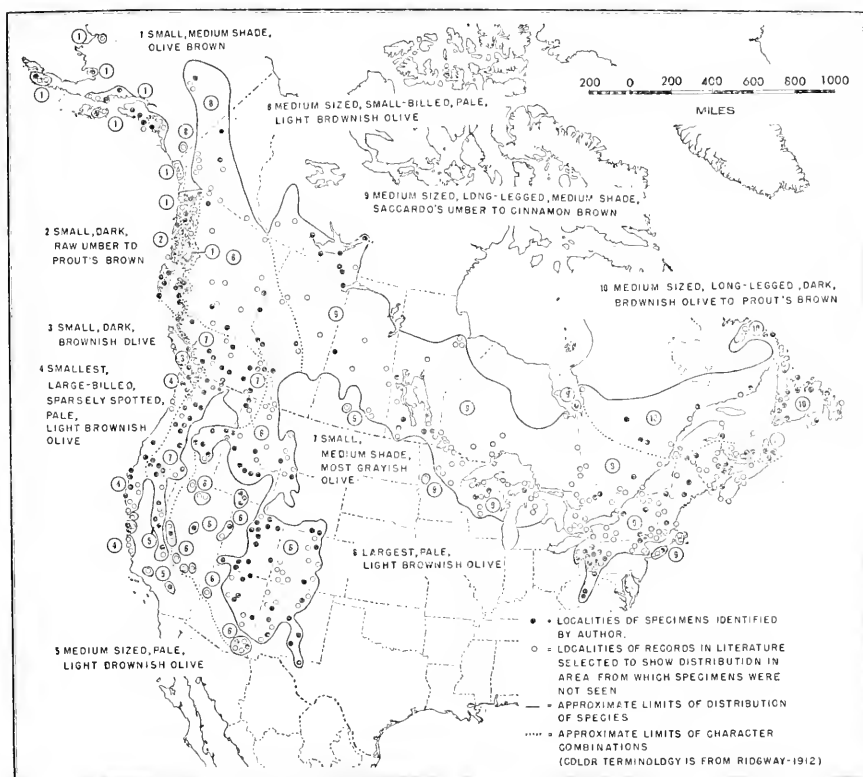 1 SMALL, MEDIUM SHADE,
OLIVE BROWN
200 0 200 400 600 800 1000
MILES
8 MEDIUM SIZED, SMALL-BILLED, PALE,
LIGHT BROWNISH OLIVE
9 MEDIUM SIZED, LONG-LEGGED, MEDIUM SHADE,
SACCARDO'S UMBER TO CINNAMON BROWN
2 SMALL, DARK,
RAW UMBER TO
PROUT'S BROWN
10 MEDIUM SIZED, LONG-LEGGED, DARK,
BROWNISH OLIVE TO PROUT'S BROWN
3 SMALL, DARK,
BROWNISH OLIVE
4 SMALLEST,
LARGE-BILLED,
SPARSELY SPOTTED,
PALE,
LIGHT BROWNISH
OLIVE
7 SMALL,
MEDIUM SHADE,
MOST GRAYISH
OLIVE
6 LARGEST, PALE,
LIGHT BROWNISH OLIVE
5 MEDIUM SIZED, PALE,
LIGHT BROWNISH OLIVE
● = LOCALITIES OF SPECIMENS IDENTIFIED
BY AUTHOR.
○ = LOCALITIES OF RECORDS IN LITERATURE
SELECTED TO SHOW DISTRIBUTION IN
AREA FROM WHICH SPECIMENS WERE
NOT SEEN
— = APPROXIMATE LIMITS OF DISTRIBUTION
OF SPECIES
..... = APPROXIMATE LIMITS OF CHARACTER
COMBINATIONS
(COLOR TERMINOLOGY IS FROM RIDGWAY-1912)